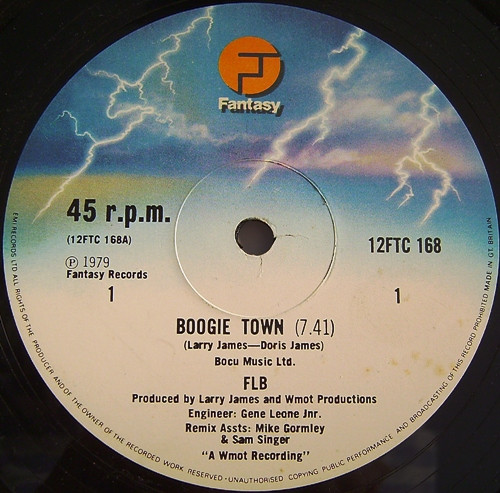 Fantasy
45 r.p.m.
(12FTC 168A)
℗ 1979
Fantasy Records
1
12FTC 168
1
BOOGIE TOWN (7.41)
(Larry James—Doris James)
Bocu Music Ltd.
FLB
Produced by Larry James and Wmot Productions
Engineer: Gene Leone Jnr.
Remix Assts: Mike Gormley
& Sam Singer
"A Wmot Recording"
EMI RECORDS LTD ALL RIGHTS OF THE PRODUCER AND OF THE OWNER OF THE RECORDED WORK RESERVED · UNAUTHORISED COPYING PUBLIC PERFORMANCE AND BROADCASTING OF THIS RECORD PROHIBITED MADE IN GT. BRITAIN